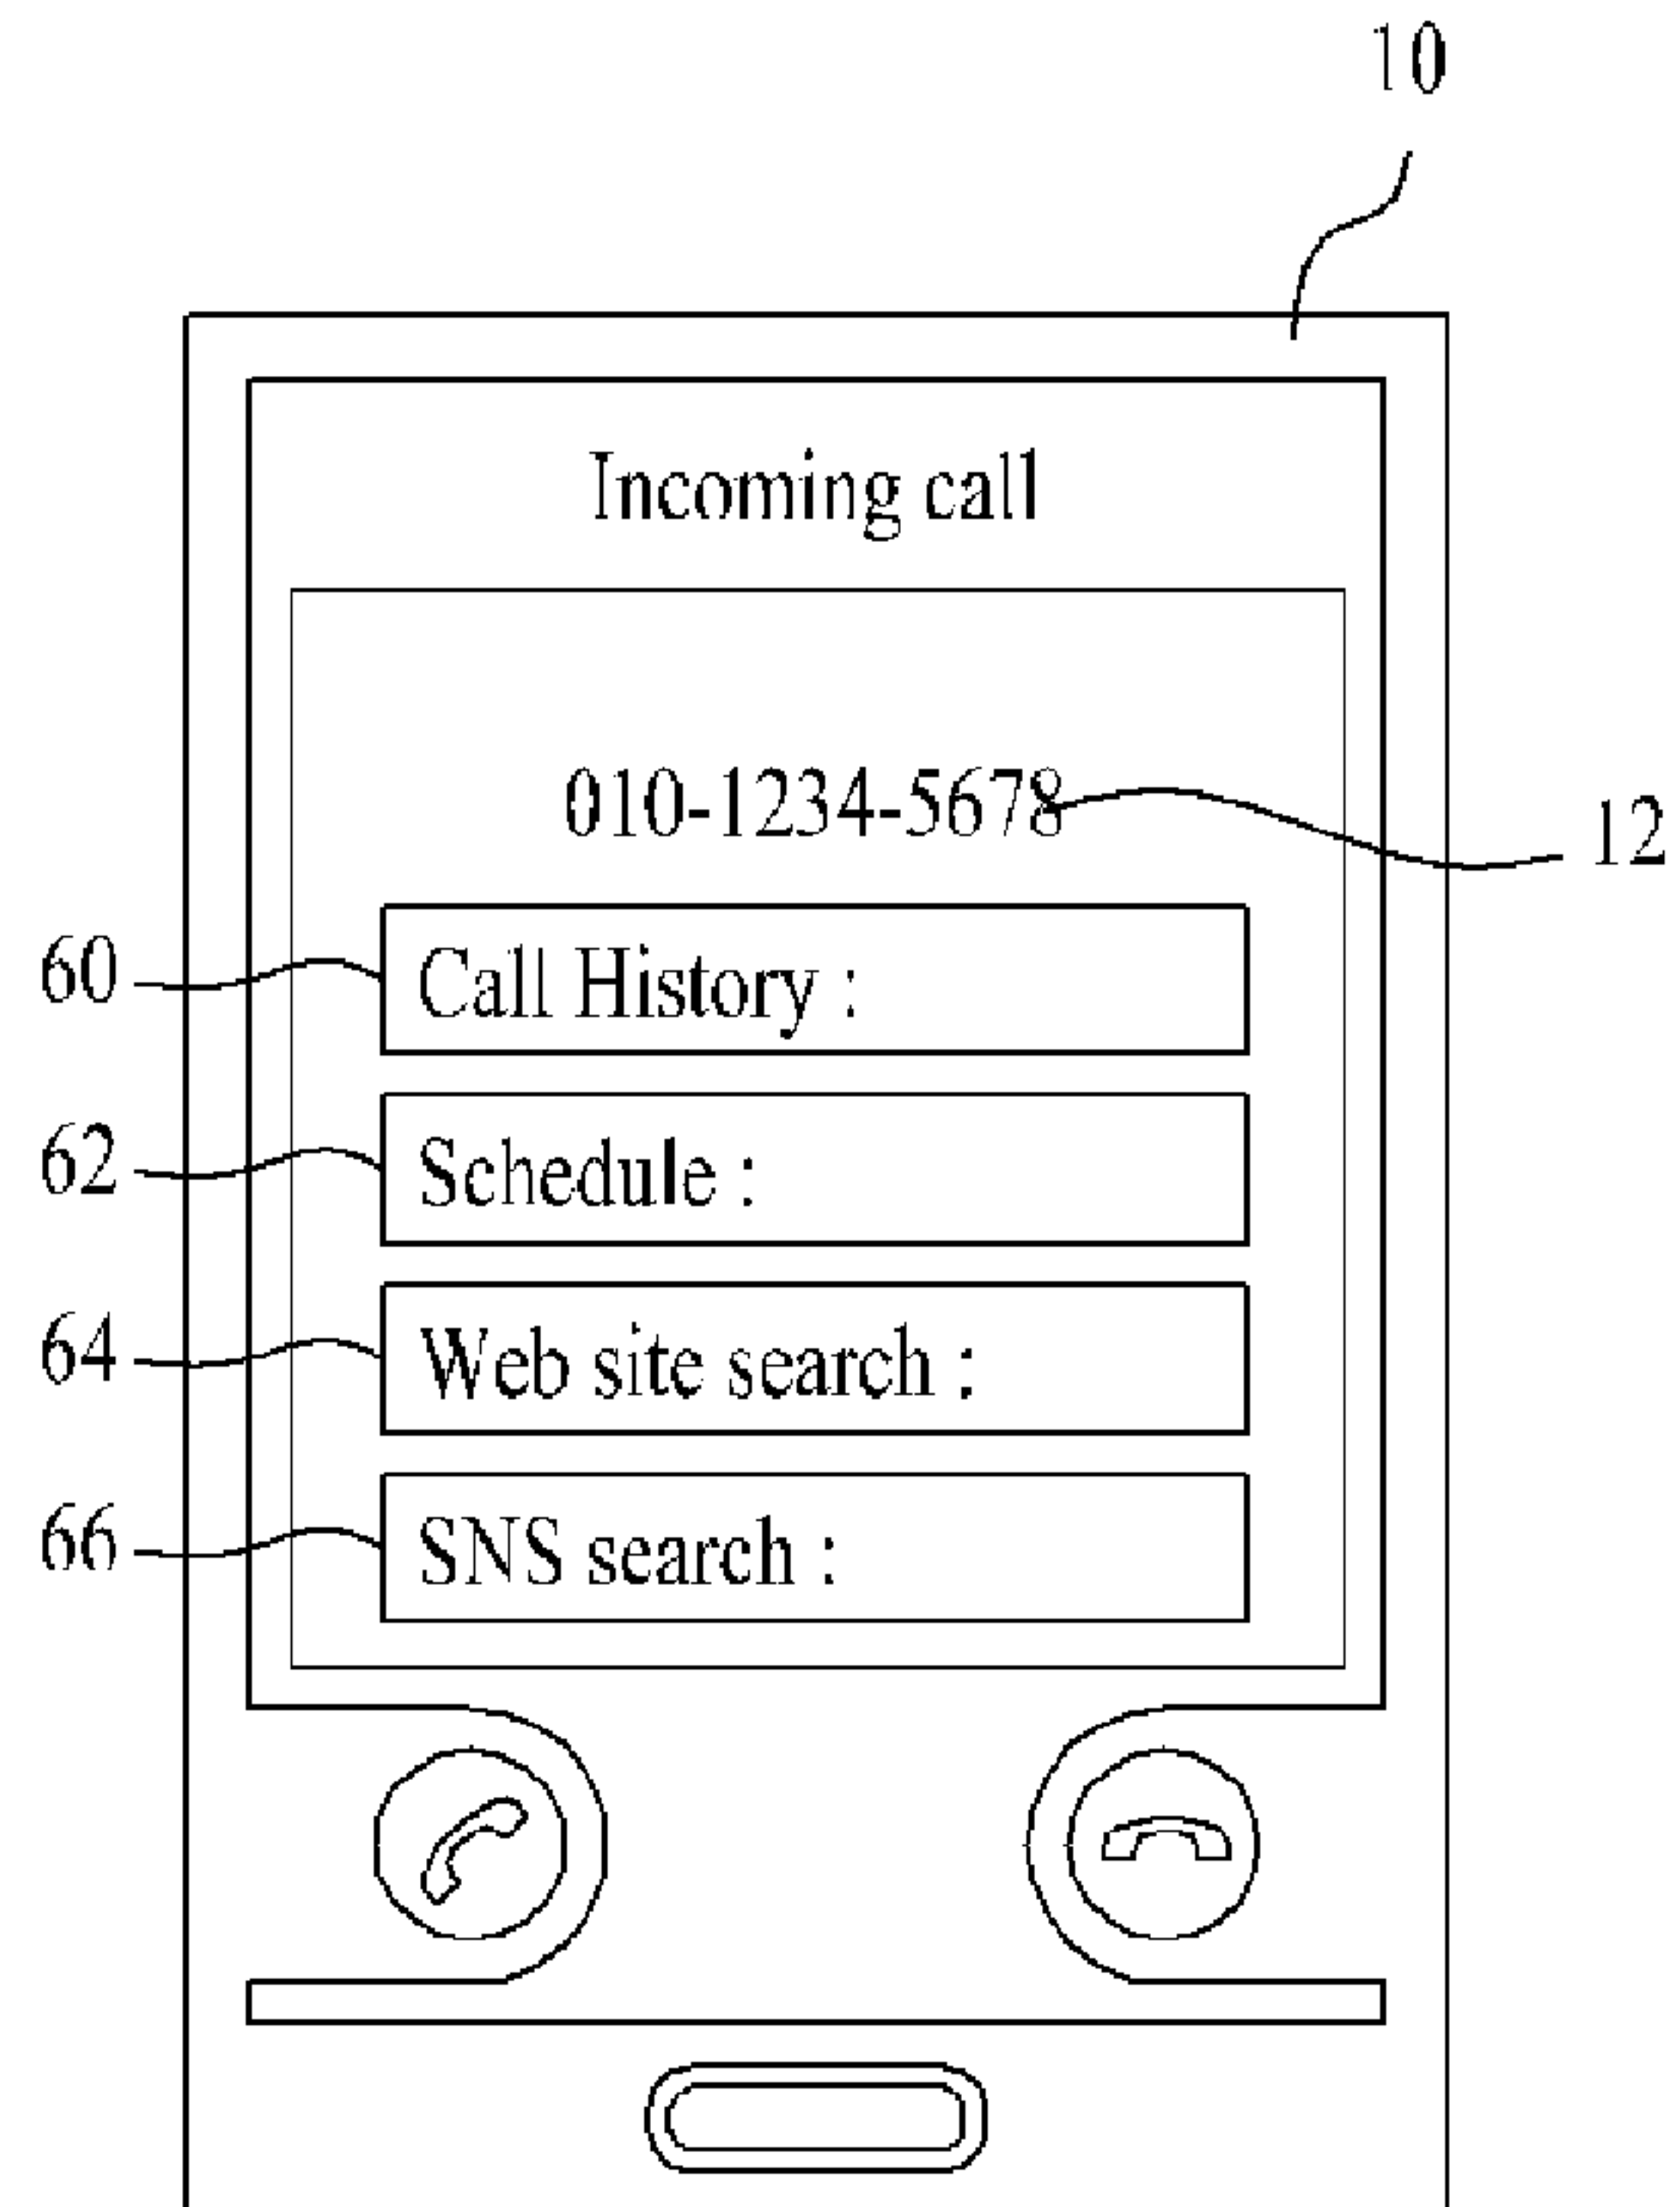 10
Incoming call
010-1234-5678
12
60 Call History :
62 Schedule :
64 Web site search :
66 SNS search :